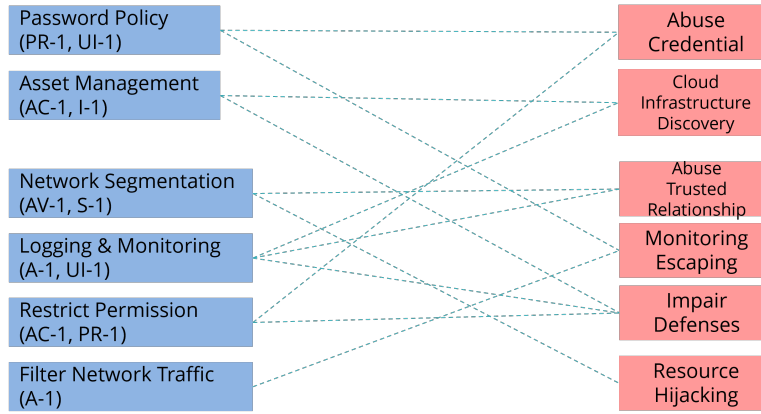 Password Policy
(PR-1, UI-1)
Asset Management
(AC-1, I-1)
Network Segmentation
(AV-1, S-1)
Logging & Monitoring
(A-1, UI-1)
Restrict Permission
(AC-1, PR-1)
Filter Network Traffic
(A-1)
Abuse
Credential
Cloud
Infrastructure
Discovery
Abuse
Trusted
Relationship
Monitoring
Escaping
Impair
Defenses
Resource
Hijacking